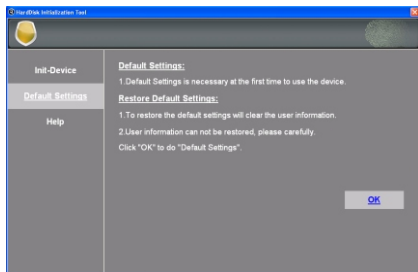 HardDisk Initialization Tool
Init-Device
Default Settings
Help
Default Settings:
1.Default Settings is necessary at the first time to use the device.
Restore Default Settings:
1.To restore the default settings will clear the user information.
2.User information can not be restored, please carefully.
Click "OK" to do "Default Settings".
OK